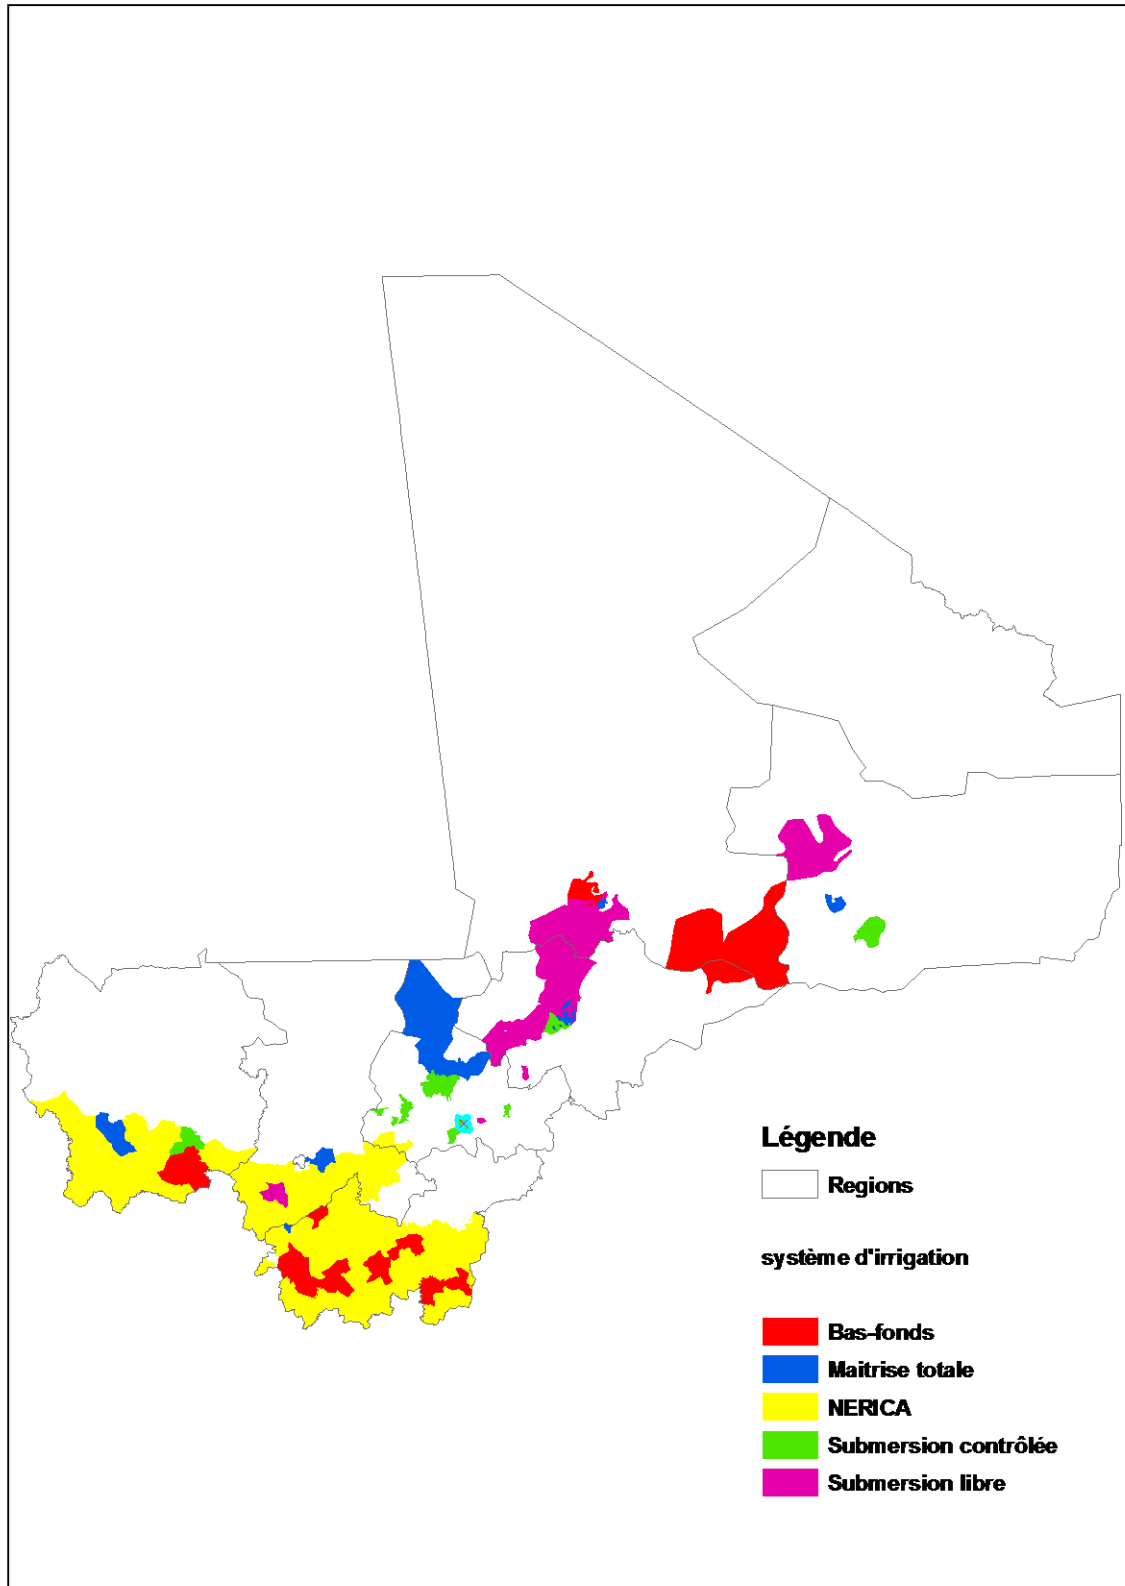 Légende
Regions
système d'irrigation
Bas-fonds
Maitrise totale
NERICA
Submersion contrôlée
Submersion libre